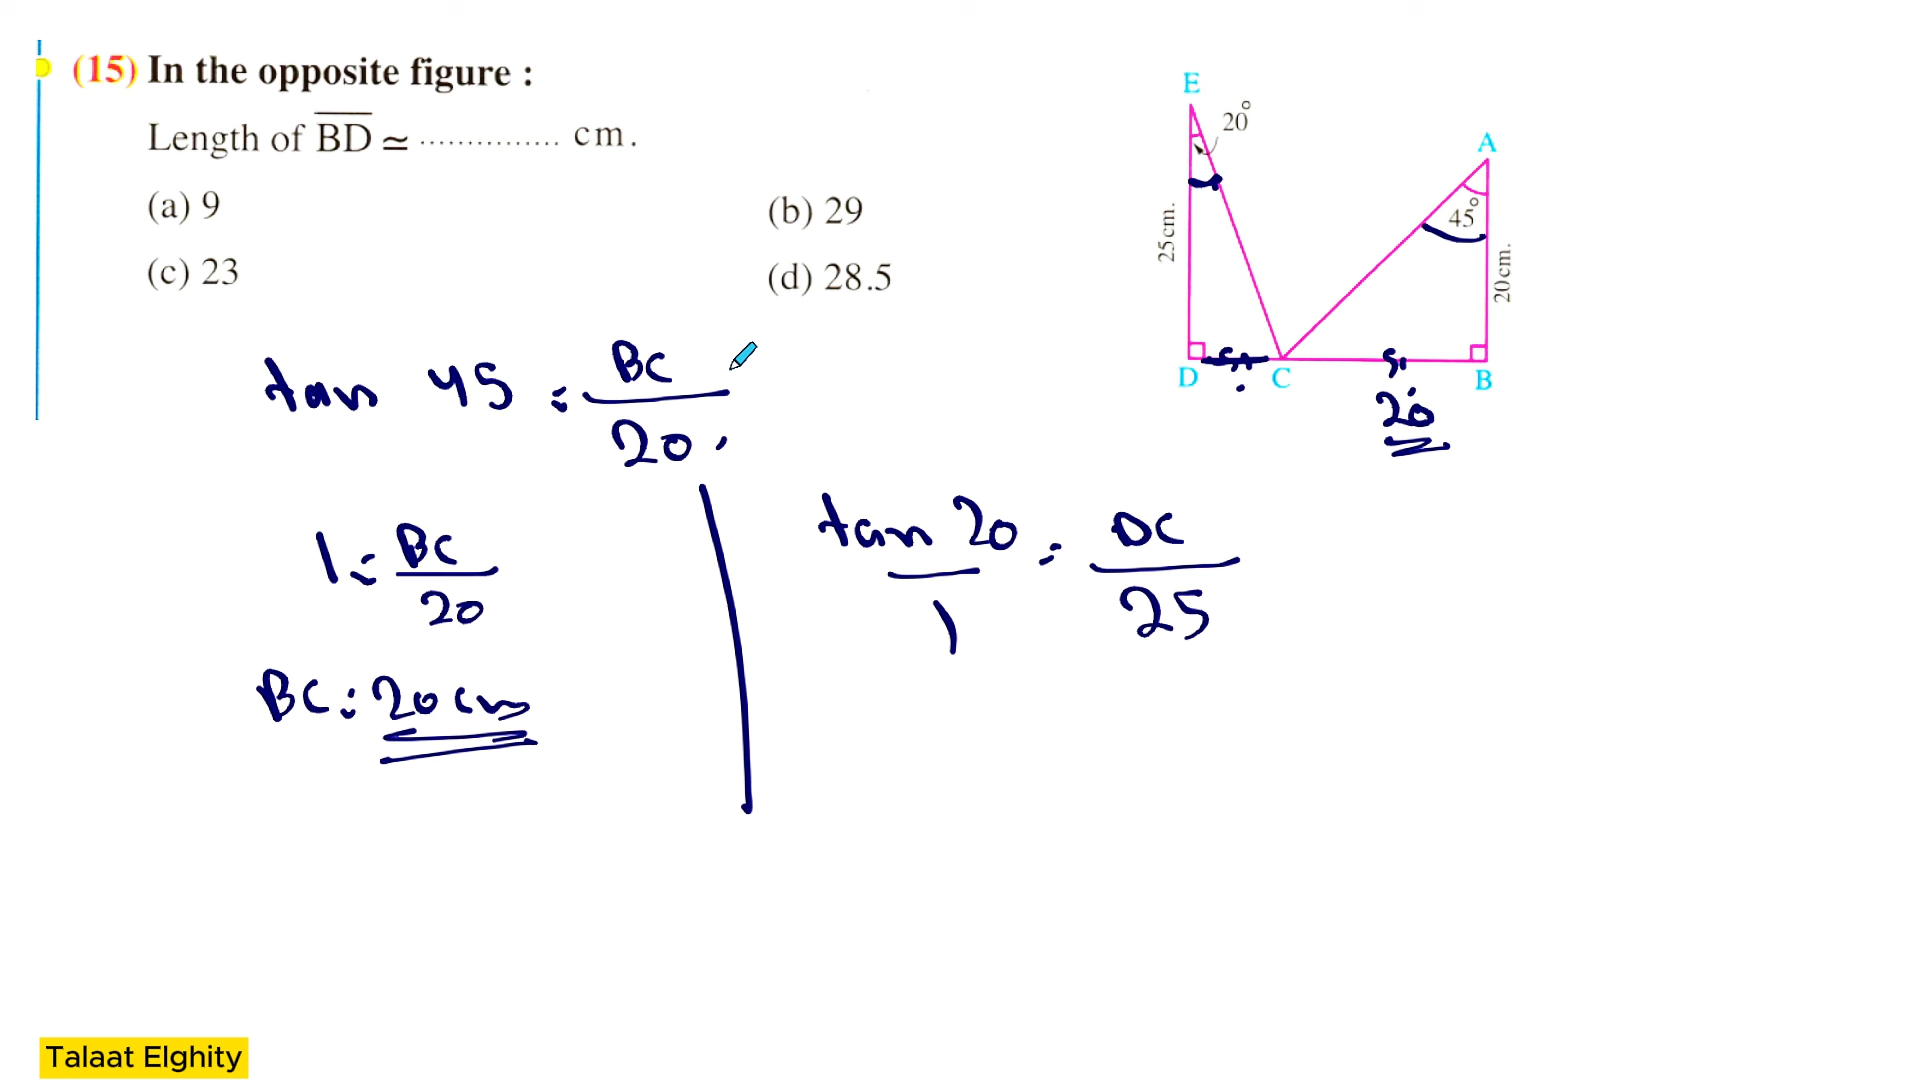 (15) In the opposite figure :
Length of BD ≃ ............... cm.
(a) 9
(b) 29
(c) 23
(d) 28.5
E
20°
A
45°
25 cm.
20 cm.
D
C
B
20
tan 45 = BC / 20
1 = BC / 20
BC = 20 cm
tan 20 / 1 = DC / 25
Talaat Elghity